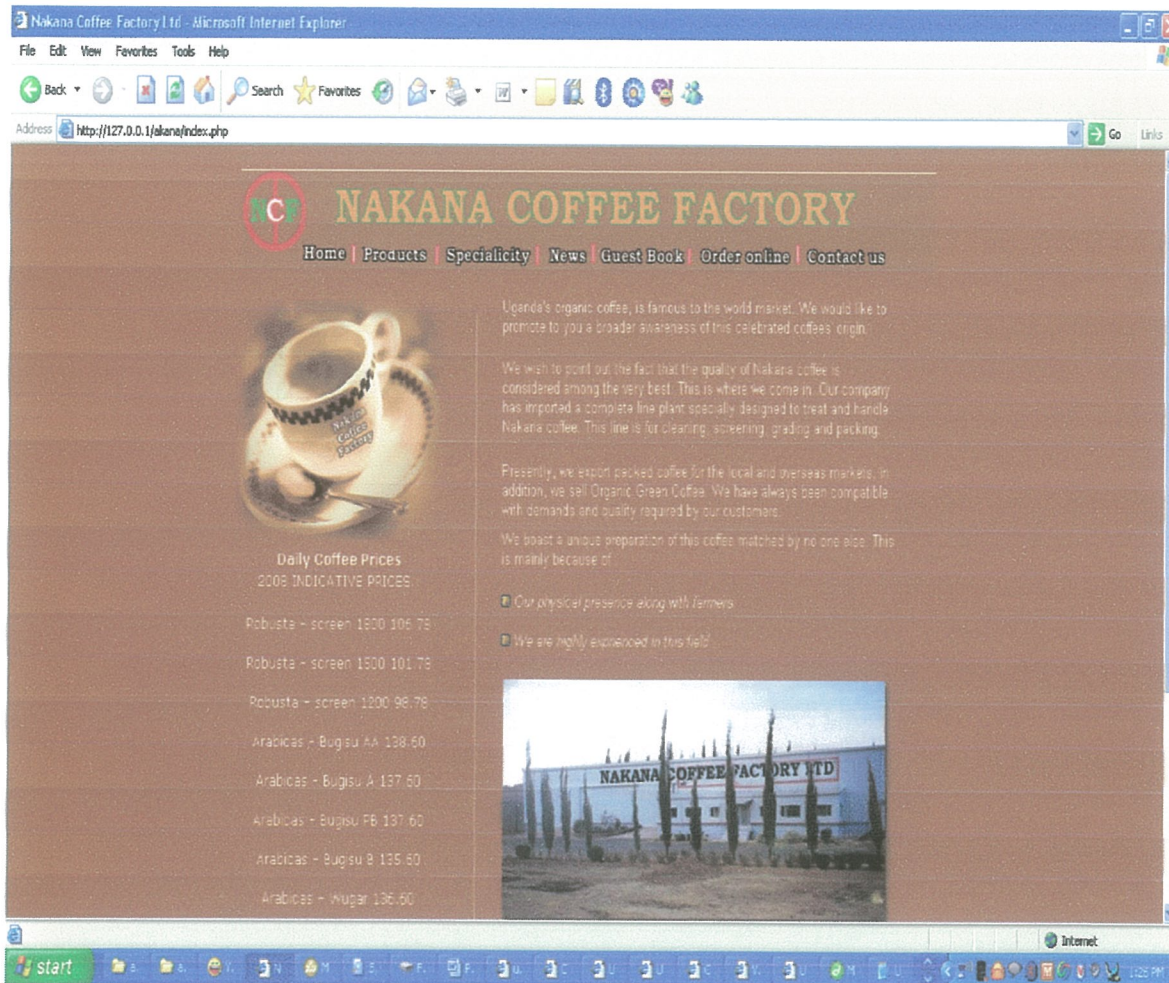 Nakana Coffee Factory Ltd - Microsoft Internet Explorer
File Edit View Favorites Tools Help
Back Search Favorites
Address http://127.0.0.1/akana/index.php Go Links
NCF NAKANA COFFEE FACTORY
Home | Products | Specialicity | News | Guest Book | Order online | Contact us
Nakana
Coffee
Factory
Daily Coffee Prices
2008 INDICATIVE PRICES
Robusta - screen 1800 106.78
Robusta - screen 1500 101.78
Robusta - screen 1200 98.78
Arabicas - Bugisu AA 138.60
Arabicas - Bugisu A 137.60
Arabicas - Bugisu PB 137.60
Arabicas - Bugisu B 135.60
Arabicas - Wugar 136.60
Uganda's organic coffee, is famous to the world market. We would like to
promote to you a broader awareness of this celebrated coffees' origin.
We wish to point out the fact that the quality of Nakana coffee is
considered among the very best. This is where we come in. Our company
has imported a complete line plant specially designed to treat and handle
Nakana coffee. This line is for cleaning, screening, grading and packing.
Presently, we export packed coffee for the local and overseas markets. In
addition, we sell Organic Green Coffee. We have always been compatible
with demands and quality required by our customers.
We boast a unique preparation of this coffee matched by no one else. This
is mainly because of
Our physical presence along with farmers
We are highly exprienced in this field
NAKANA COFFEE FACTORY LTD
Internet
start
1:26 PM